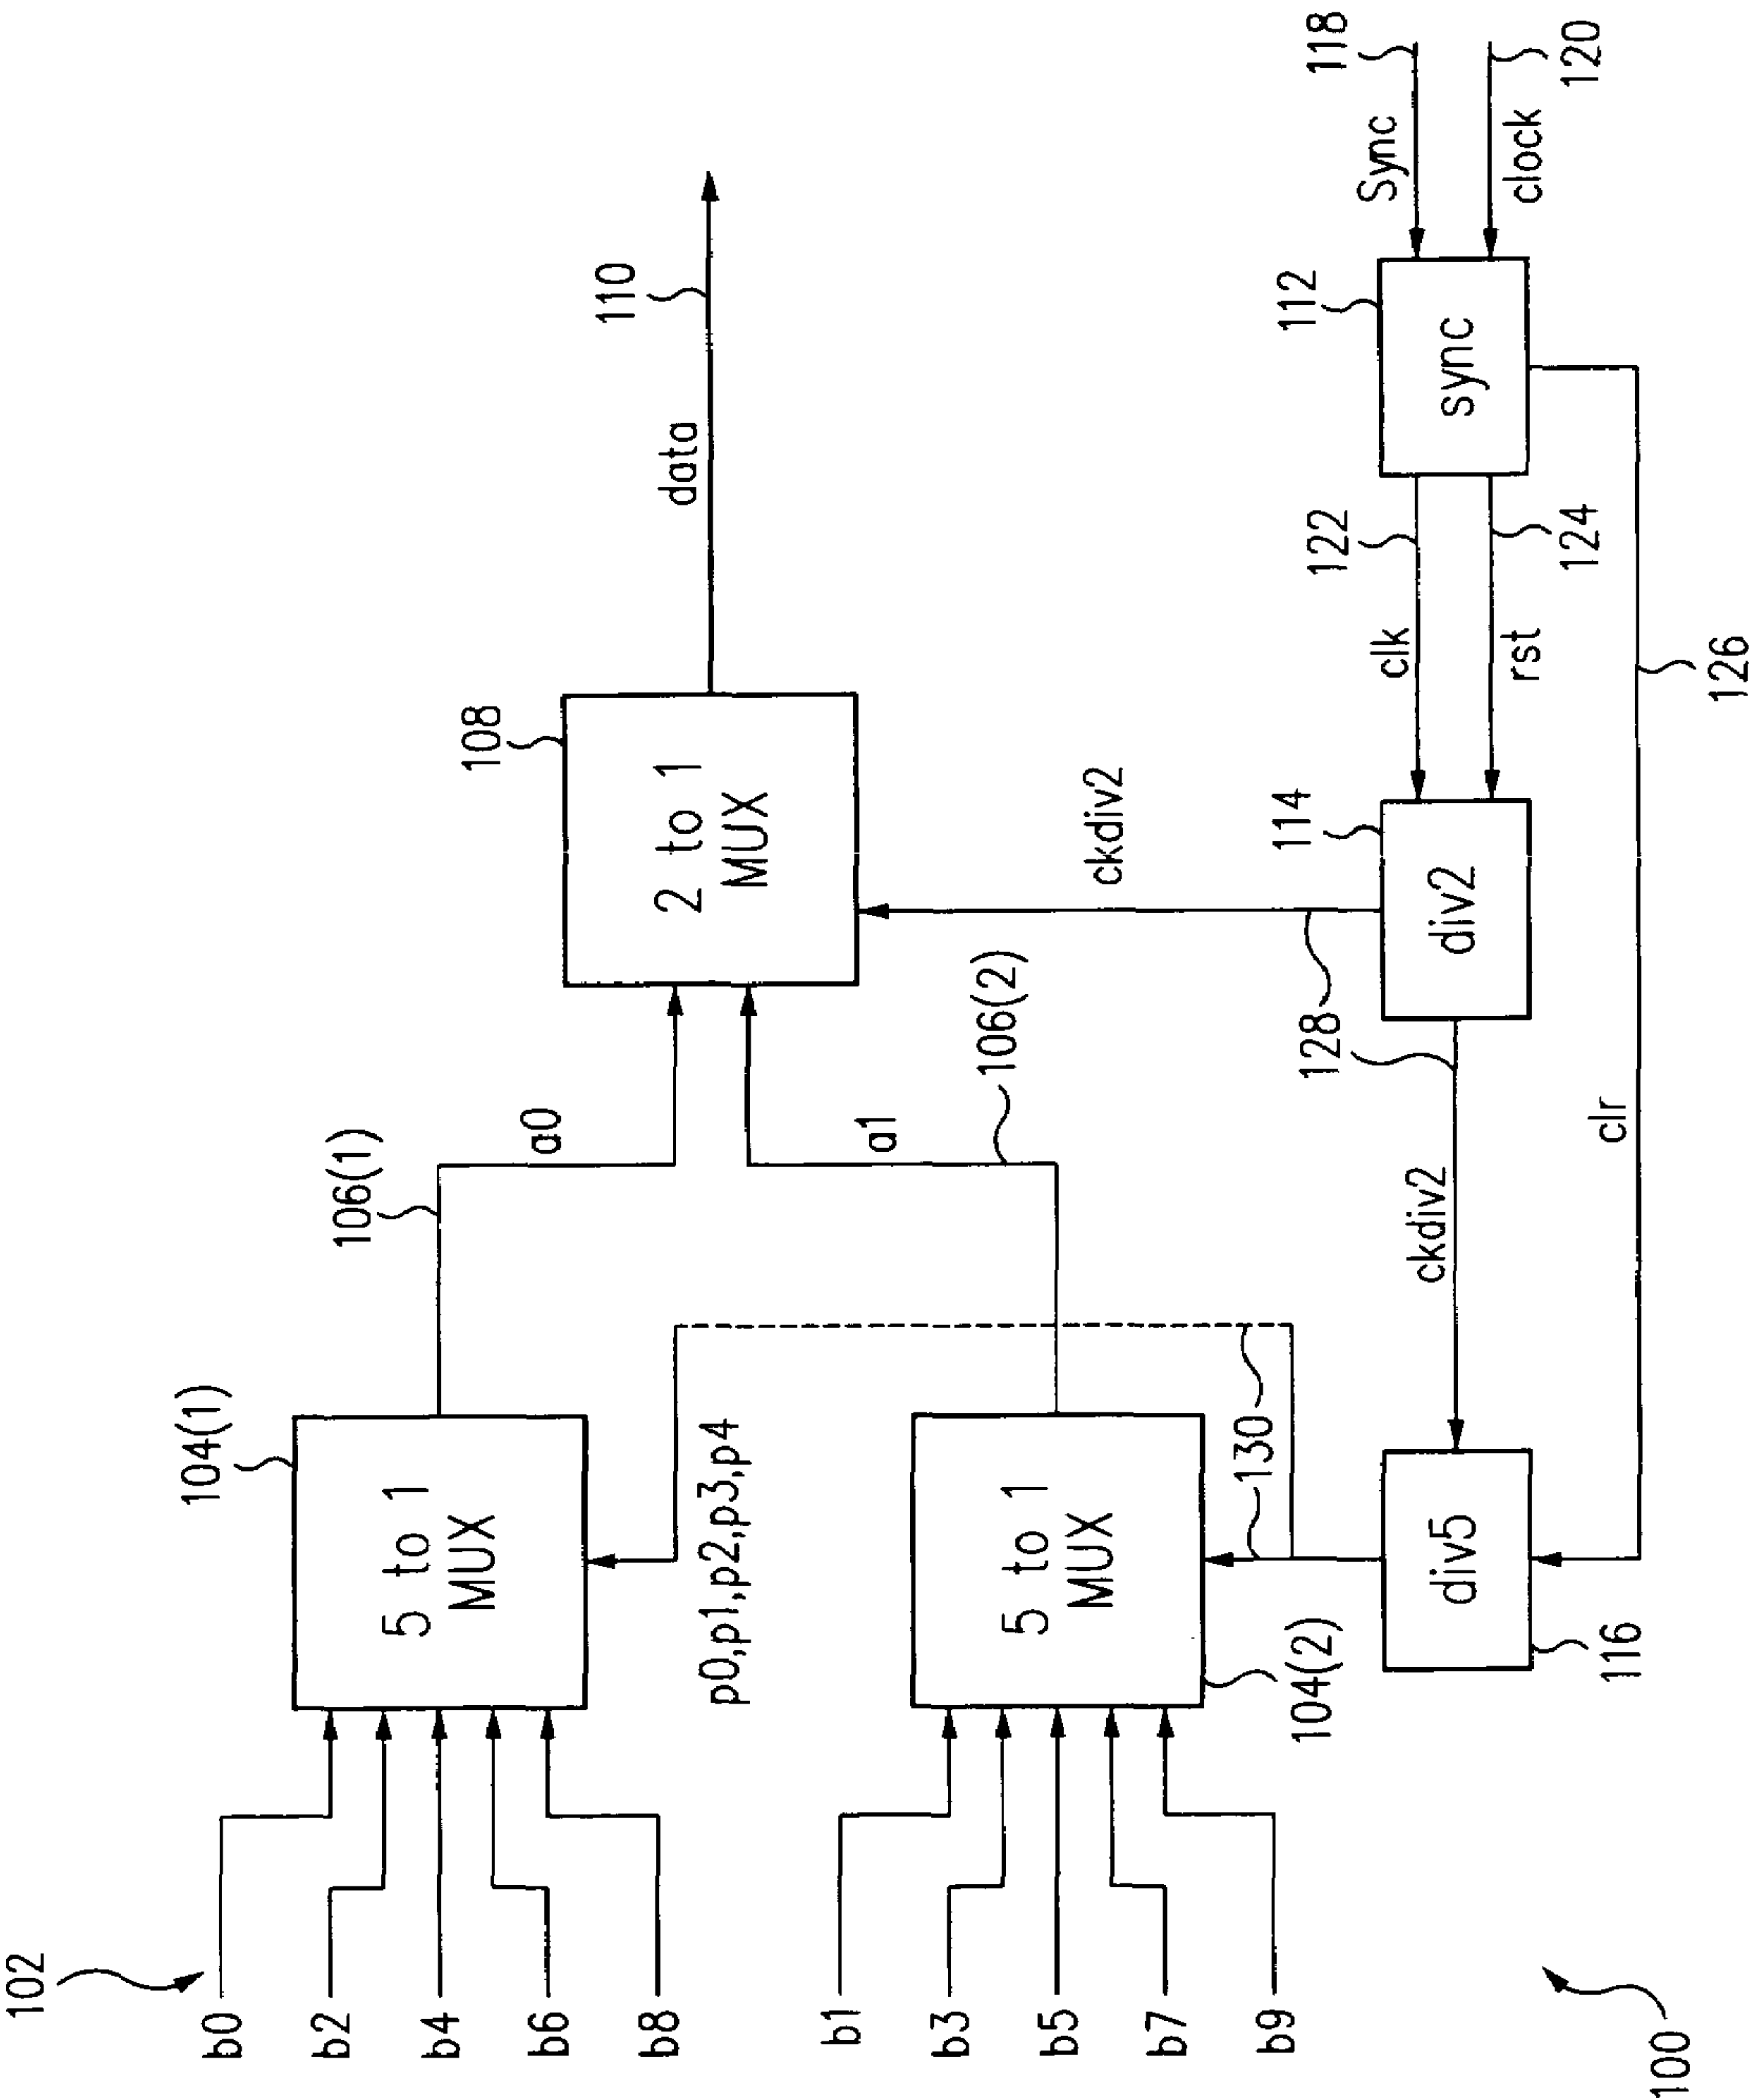 102
b0
b2
b4
b6
b8
104(1)
5 to 1
MUX
106(1)
a0
p0,p1,p2,p3,p4
b1
b3
b5
b7
b9
5 to 1
MUX
104(2)
130
a1
106(2)
108
2 to 1
MUX
data
110
ckdiv2
128
div5
116
ckdiv2
div2
114
clk
122
rst
124
sync
112
Sync
118
clock
120
clr
126
100